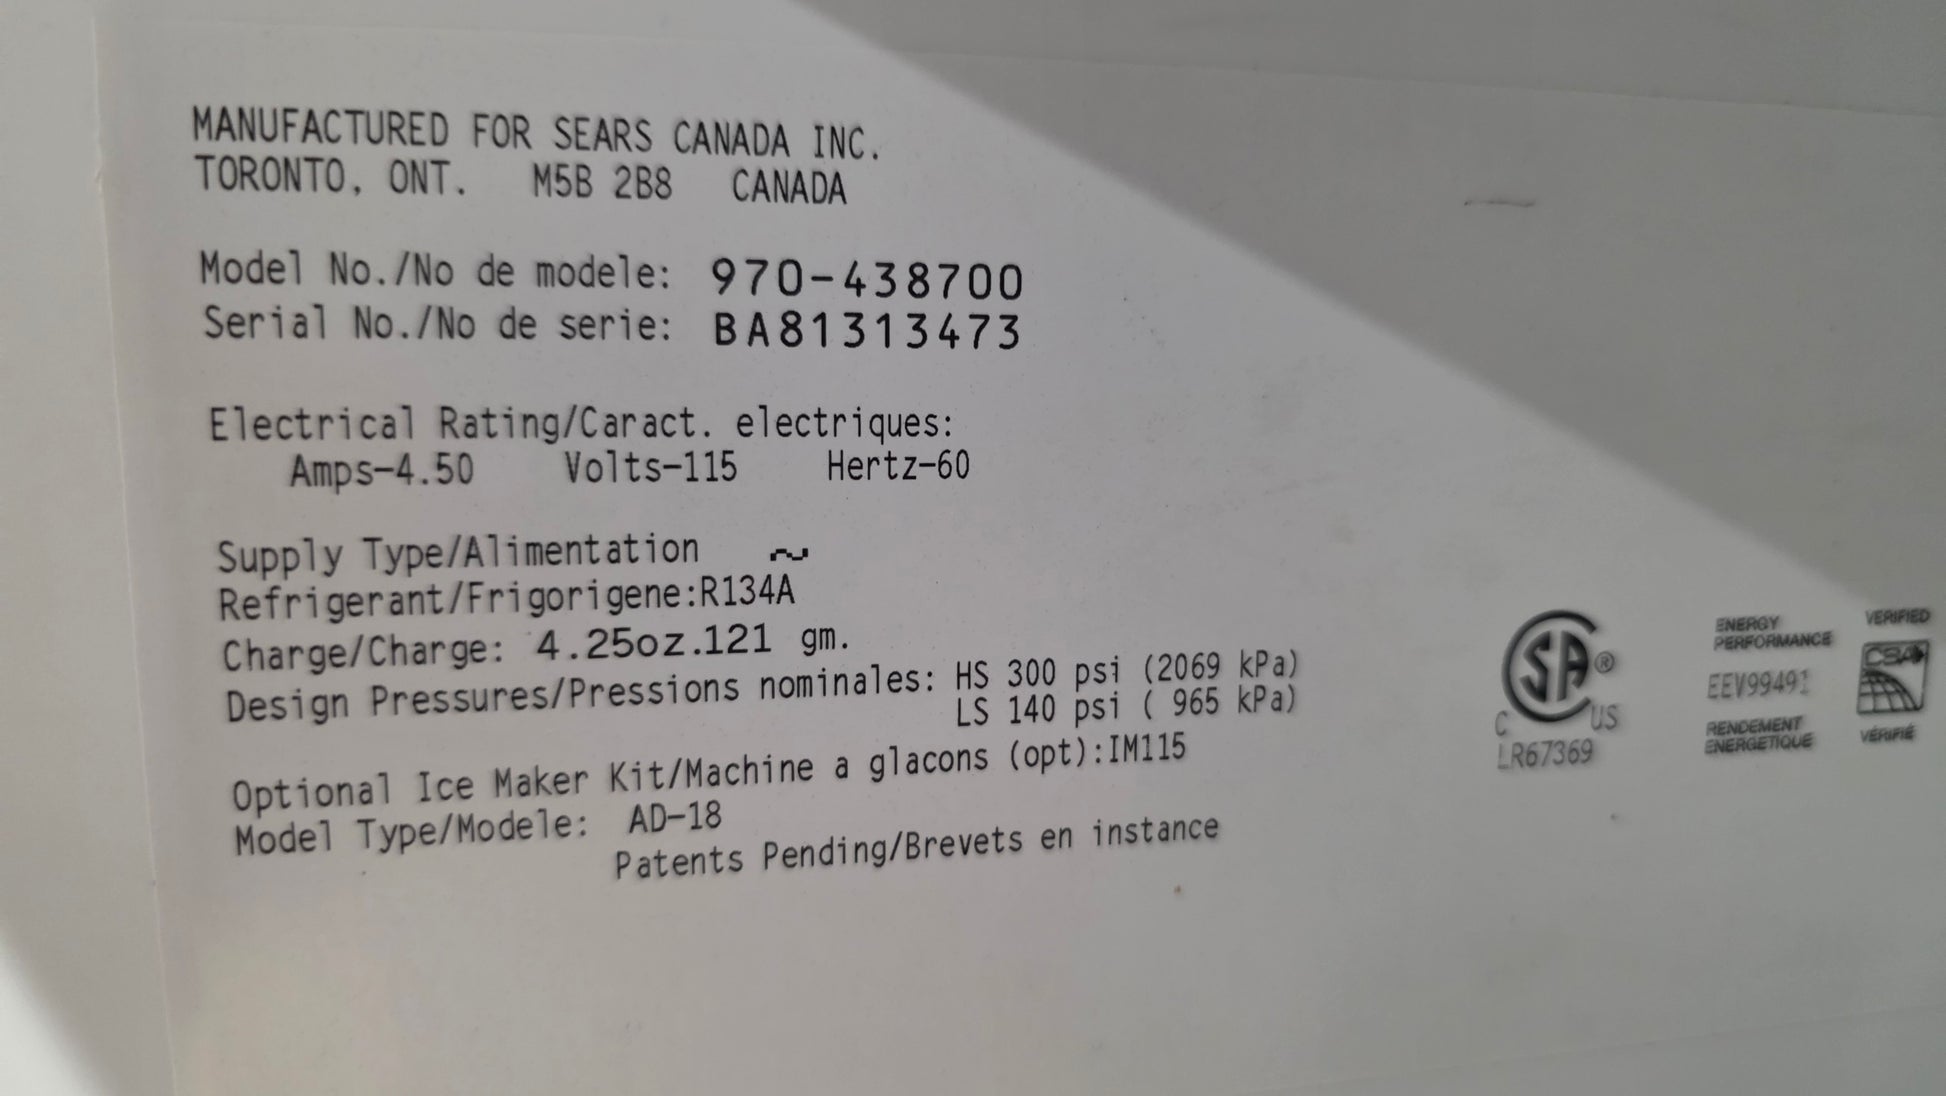 MANUFACTURED FOR SEARS CANADA INC.
TORONTO, ONT. M5B 2B8 CANADA
Model No./No de modele: 970-438700
Serial No./No de serie: BA81313473
Electrical Rating/Caract. electriques:
Amps-4.50 Volts-115 Hertz-60
Supply Type/Alimentation ~
Refrigerant/Frigorigene:R134A
Charge/Charge: 4.25oz.121 gm.
Design Pressures/Pressions nominales: HS 300 psi (2069 kPa)
LS 140 psi ( 965 kPa)
Optional Ice Maker Kit/Machine a glacons (opt):IM115
Model Type/Modele: AD-18
Patents Pending/Brevets en instance
SA®
C US
LR67369
ENERGY
PERFORMANCE
EEV99491
RENDEMENT
ENERGETIQUE
VERIFIED
CSA
VÉRIFIÉ